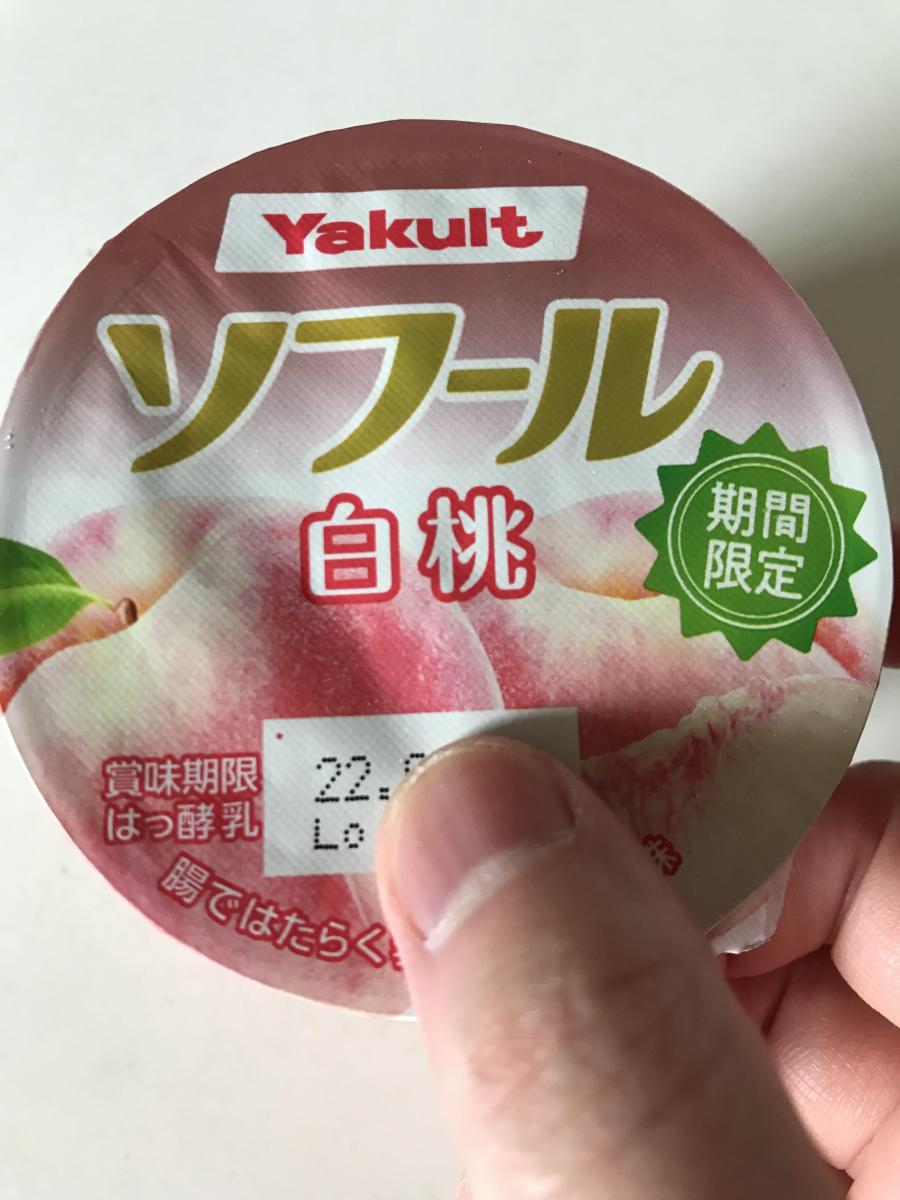 Yakult
ソフール
白桃
期間
限定
賞味期限
はっ酵乳
22.
Lo
腸ではたらく
味